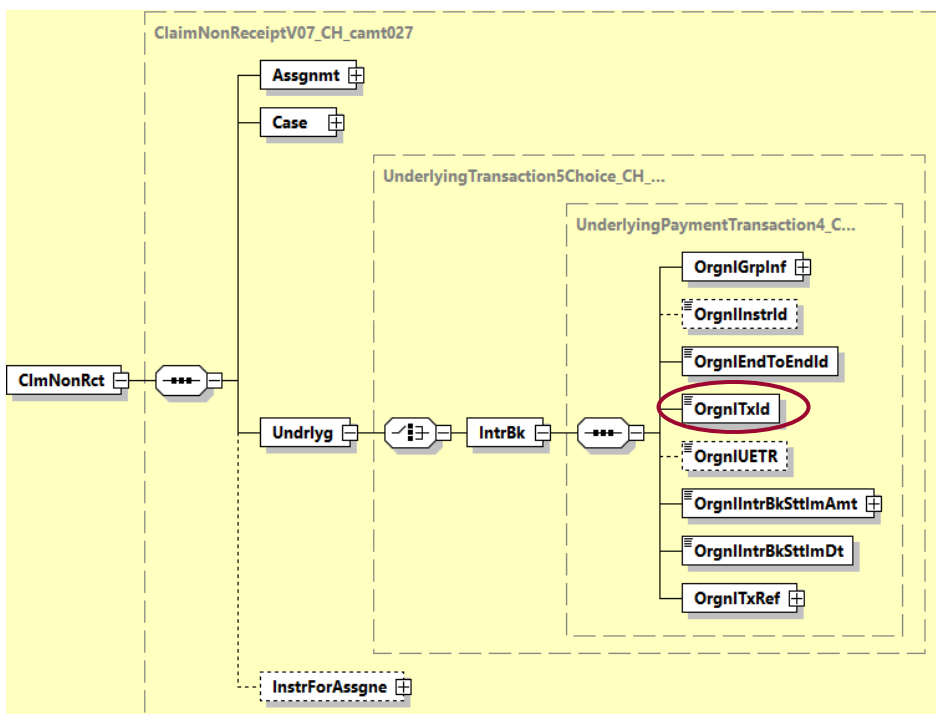 ClaimNonReceiptV07_CH_camt027
Assgnmt
Case
UnderlyingTransaction5Choice_CH_...
UnderlyingPaymentTransaction4_C...
OrgnlGrpInf
OrgnlInstrId
OrgnlEndToEndId
ClmNonRct
OrgnlTxId
Undrlyg
IntrBk
OrgnlUETR
OrgnlIntrBkSttlmAmt
OrgnlIntrBkSttlmDt
OrgnlTxRef
InstrForAssgne